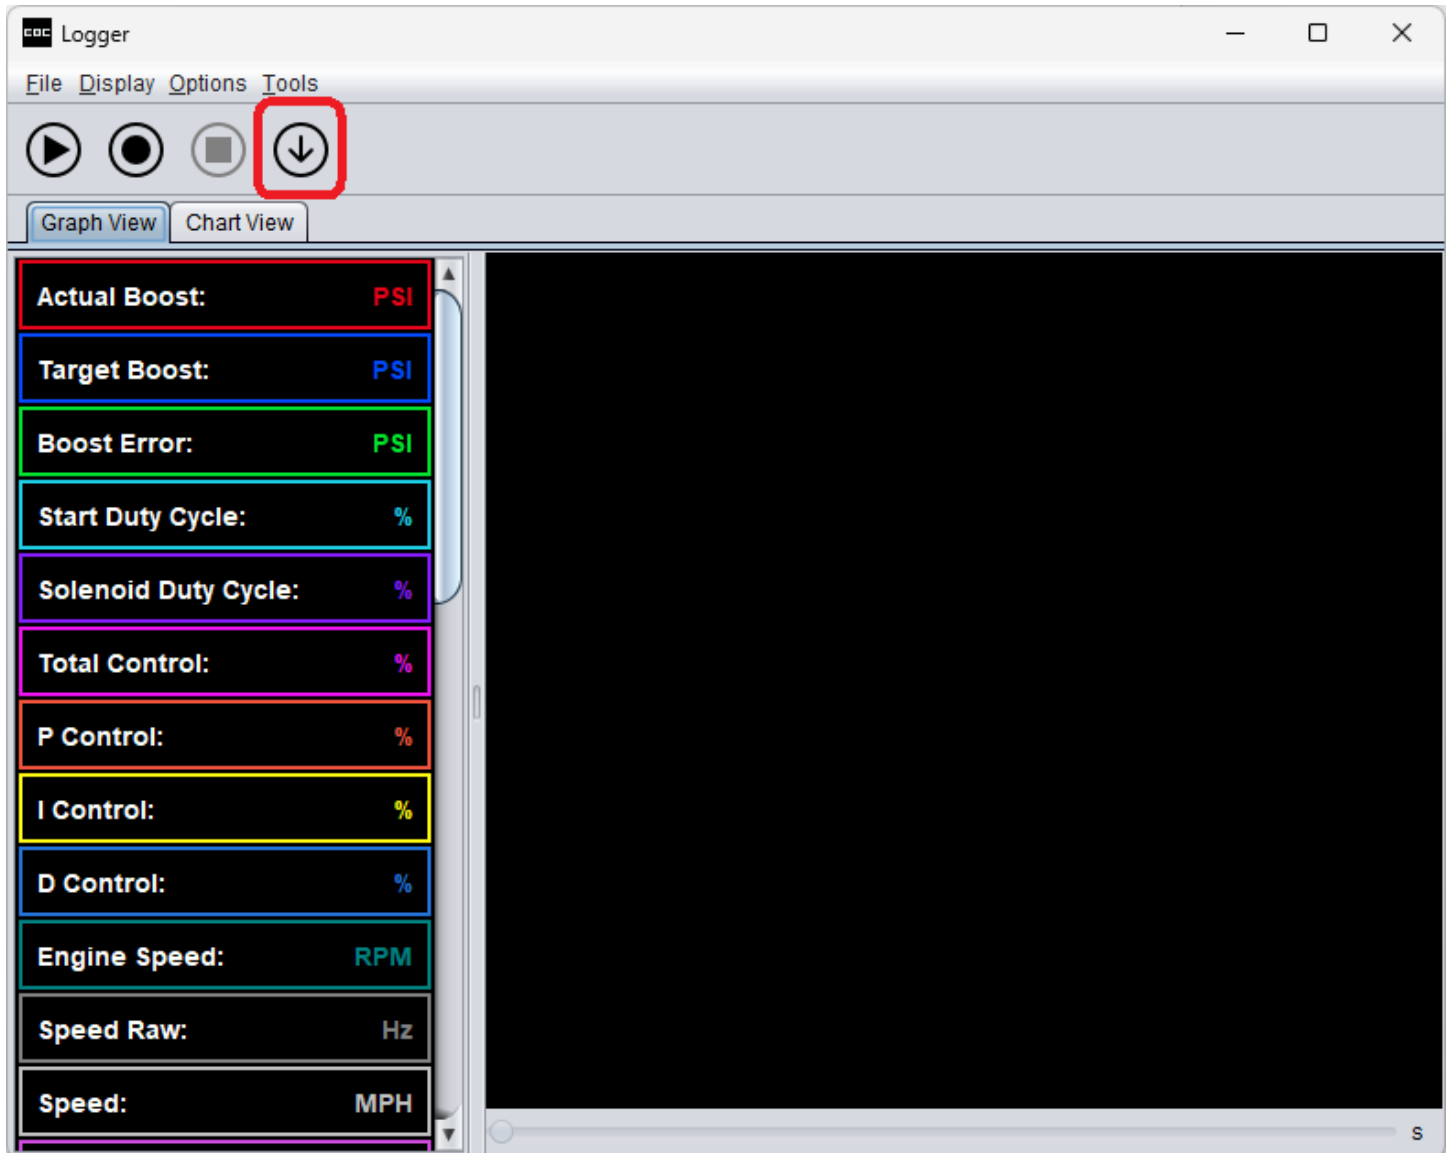 COC Logger
File Display Options Tools
Graph View Chart View
Actual Boost: PSI
Target Boost: PSI
Boost Error: PSI
Start Duty Cycle: %
Solenoid Duty Cycle: %
Total Control: %
P Control: %
I Control: %
D Control: %
Engine Speed: RPM
Speed Raw: Hz
Speed: MPH
s